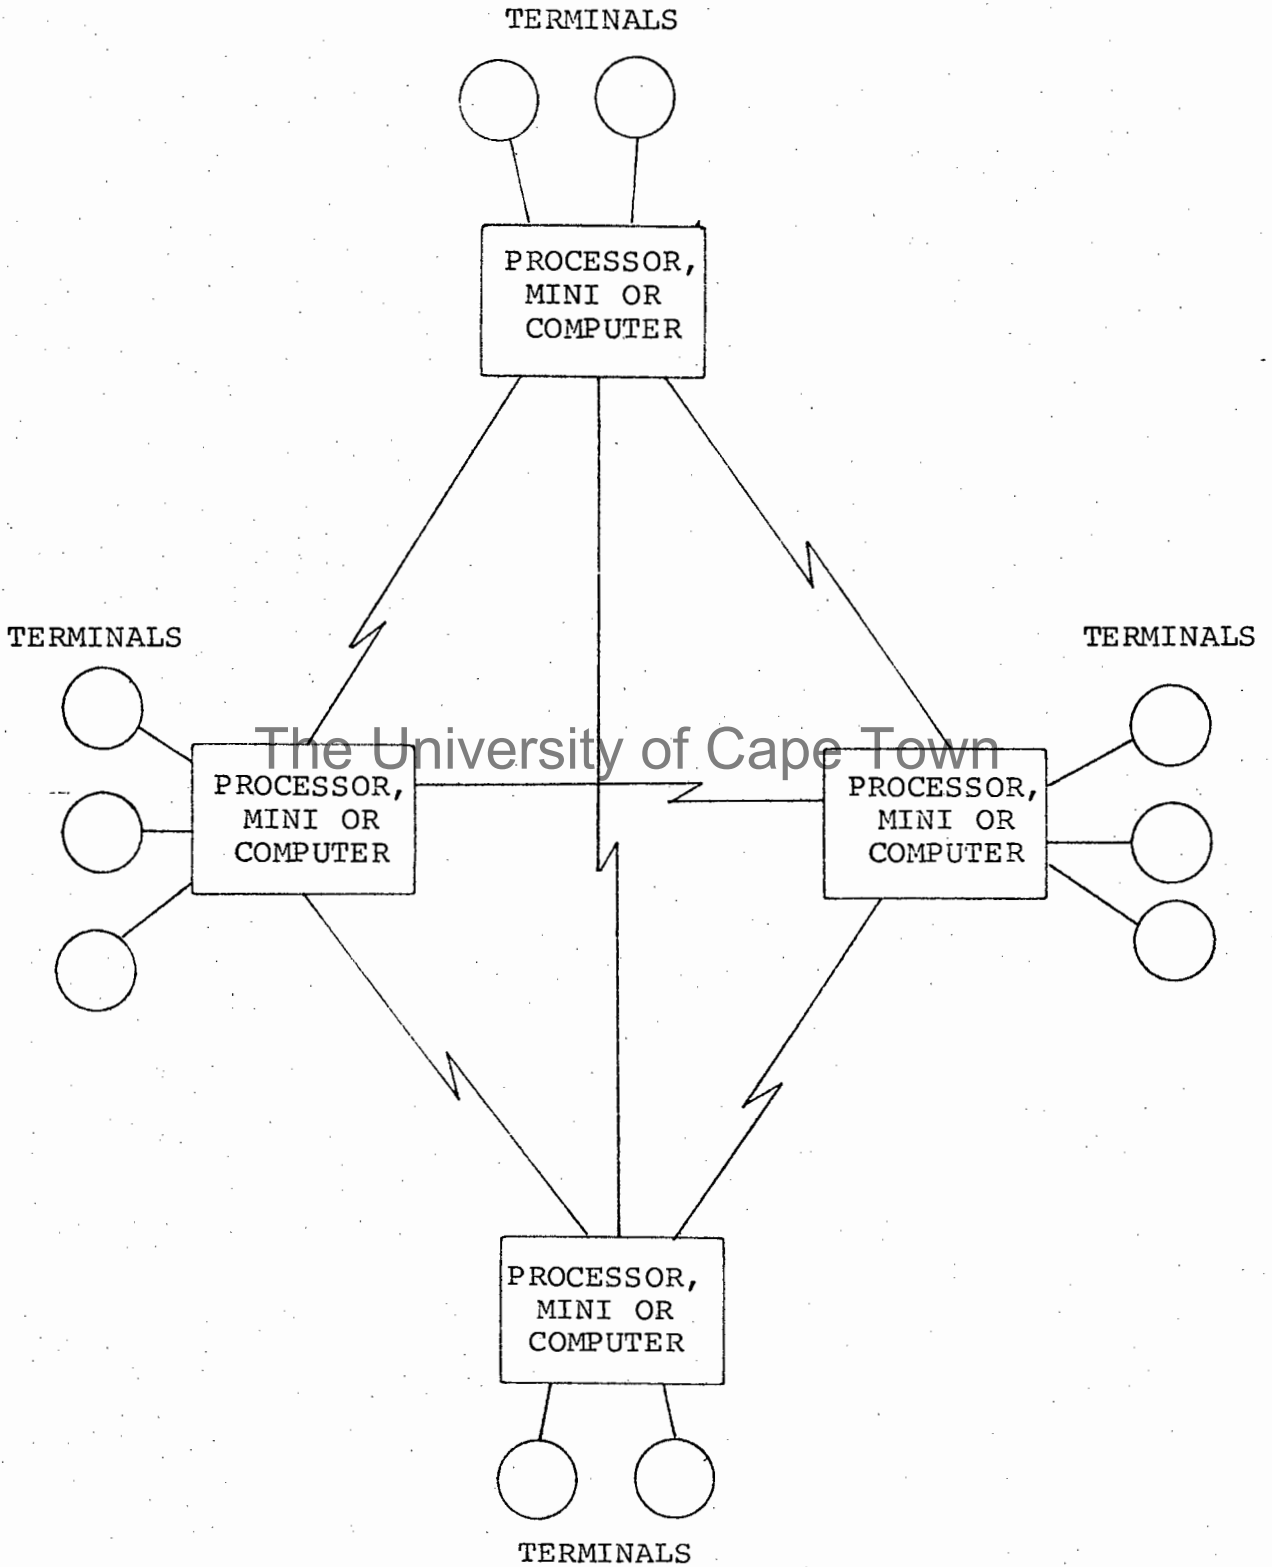 TERMINALS
PROCESSOR,
MINI OR
COMPUTER
TERMINALS
TERMINALS
The University of Cape Town
PROCESSOR,
MINI OR
COMPUTER
PROCESSOR,
MINI OR
COMPUTER
PROCESSOR,
MINI OR
COMPUTER
TERMINALS